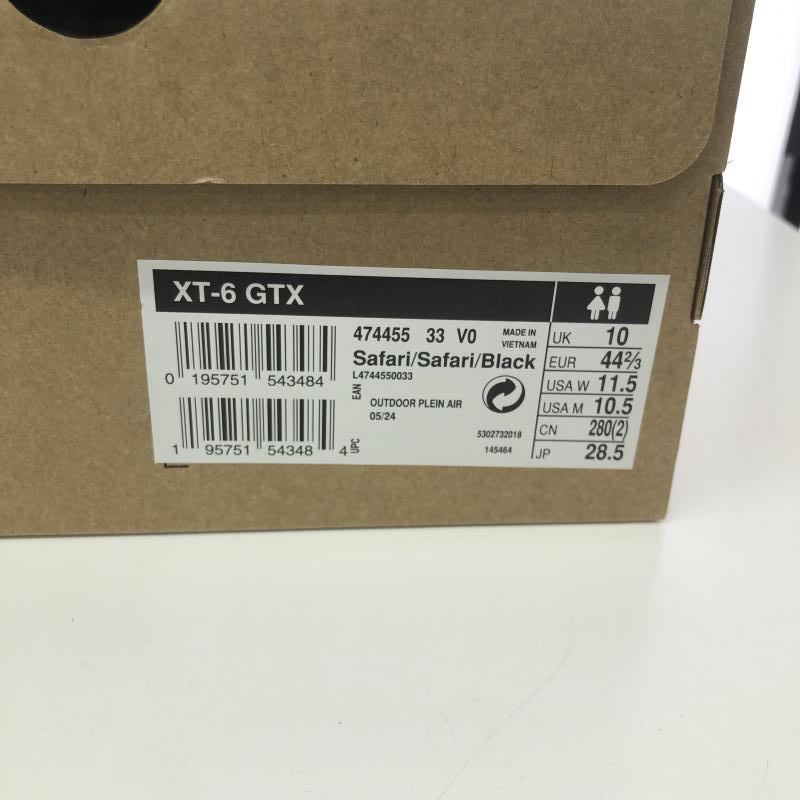 XT-6 GTX
474455 33 V0
MADE IN
VIETNAM
Safari/Safari/Black
L4744550033
0 195751 543484
EAN
OUTDOOR PLEIN AIR
05/24
5302732018
145464
1 95751 54348 4
UPC
UK 10
EUR 44⅔
USA W 11.5
USA M 10.5
CN 280(2)
JP 28.5